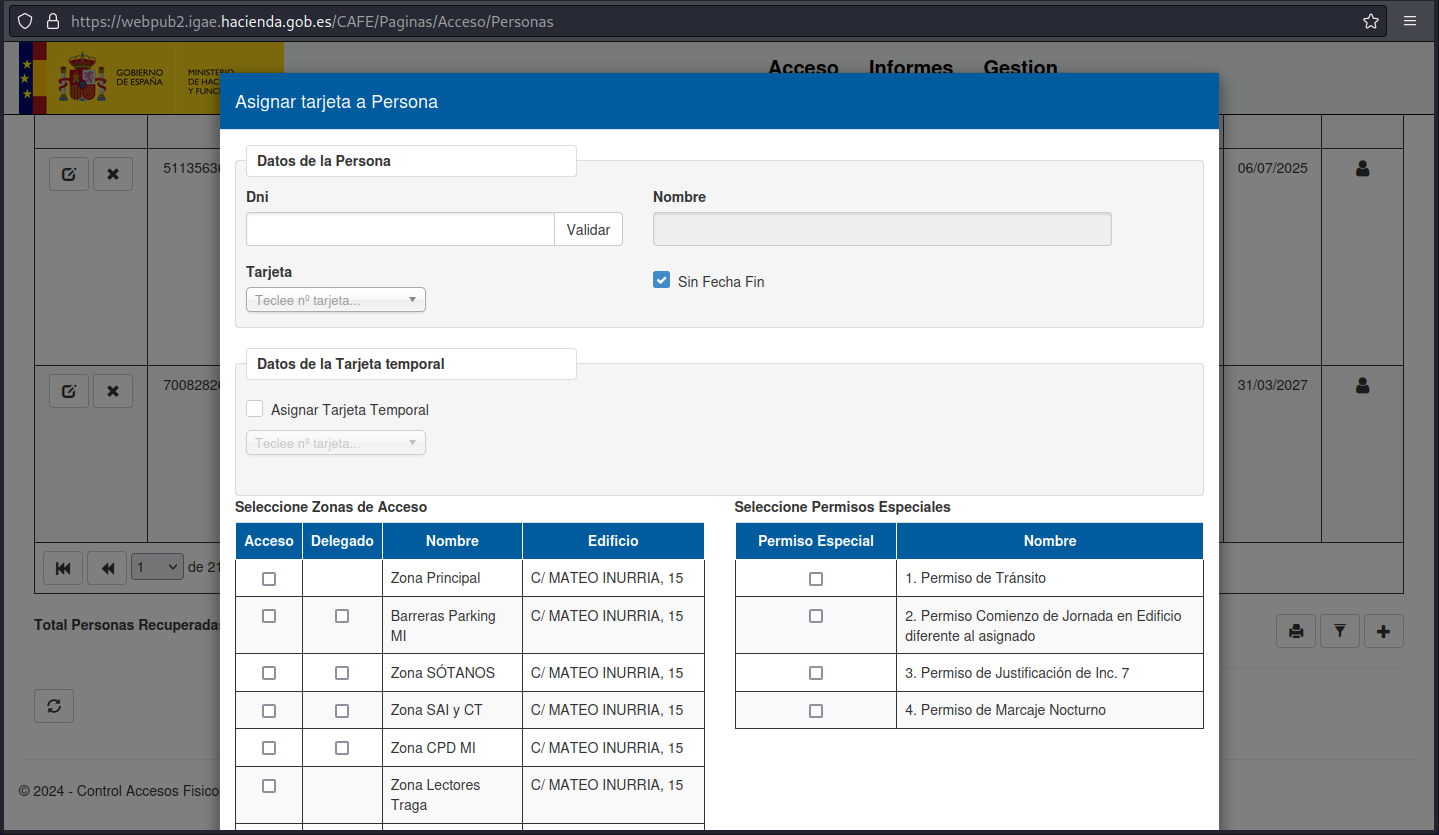 https://webpub2.igae.hacienda.gob.es/CAFE/Paginas/Acceso/Personas
GOBIERNO
DE ESPAÑA
MINISTERIO
DE HAC
Y FUNC
Acceso Informes Gestion
Asignar tarjeta a Persona
Datos de la Persona
Dni
Nombre
Validar
Tarjeta
Teclee nº tarjeta...
Sin Fecha Fin
Datos de la Tarjeta temporal
Asignar Tarjeta Temporal
Teclee nº tarjeta...
Seleccione Zonas de Acceso
Acceso Delegado Nombre Edificio
Zona Principal C/ MATEO INURRIA, 15
Barreras Parking C/ MATEO INURRIA, 15
MI
Zona SÓTANOS C/ MATEO INURRIA, 15
Zona SAI y CT C/ MATEO INURRIA, 15
Zona CPD MI C/ MATEO INURRIA, 15
Zona Lectores C/ MATEO INURRIA, 15
Traga
Seleccione Permisos Especiales
Permiso Especial Nombre
1. Permiso de Tránsito
2. Permiso Comienzo de Jornada en Edificio
diferente al asignado
3. Permiso de Justificación de Inc. 7
4. Permiso de Marcaje Nocturno
5113563
06/07/2025
7008282
31/03/2027
1 de 21
Total Personas Recuperadas
© 2024 - Control Accesos Fisico